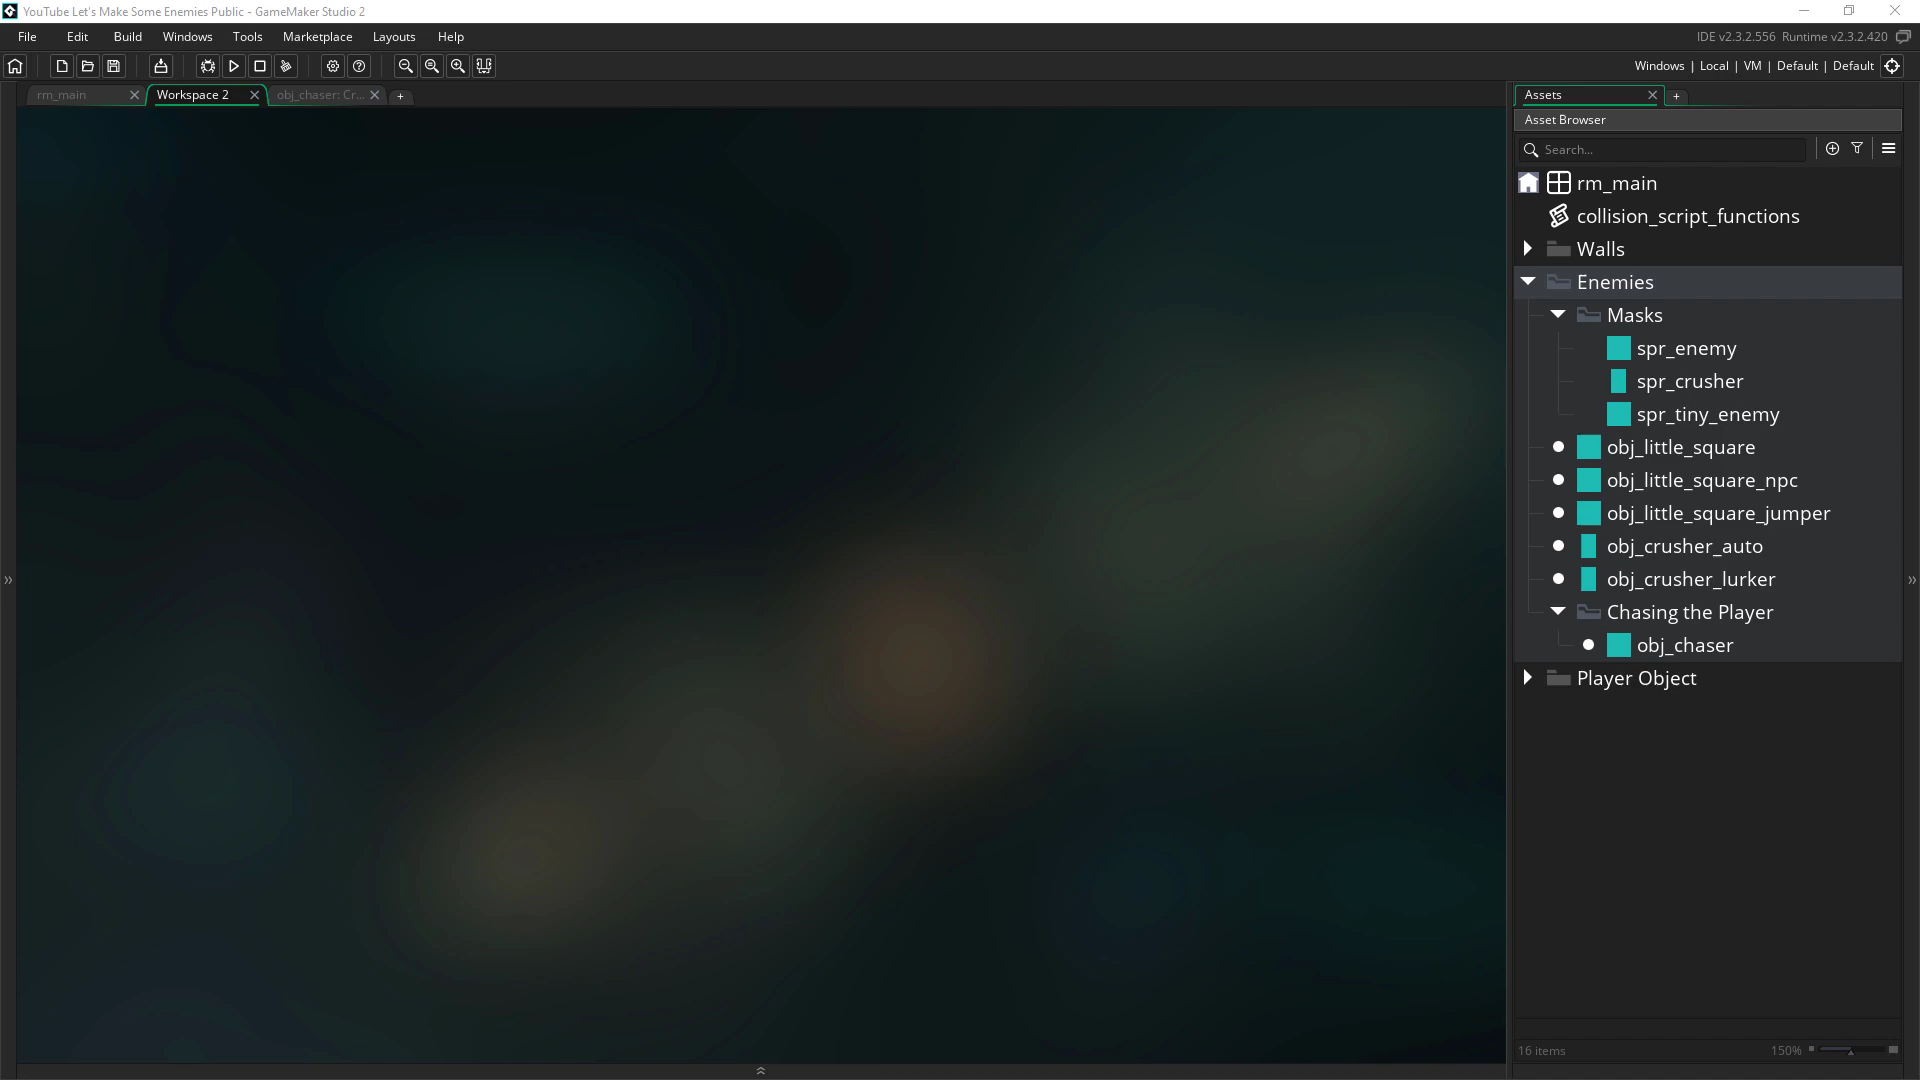 YouTube Let's Make Some Enemies Public - GameMaker Studio 2
File Edit Build Windows Tools Marketplace Layouts Help
IDE v2.3.2.556 Runtime v2.3.2.420
Windows | Local | VM | Default | Default
rm_main
Workspace 2
obj_chaser: Cr...
Assets
Asset Browser
Search...
rm_main
collision_script_functions
Walls
Enemies
Masks
spr_enemy
spr_crusher
spr_tiny_enemy
obj_little_square
obj_little_square_npc
obj_little_square_jumper
obj_crusher_auto
obj_crusher_lurker
Chasing the Player
obj_chaser
Player Object
16 items
150%